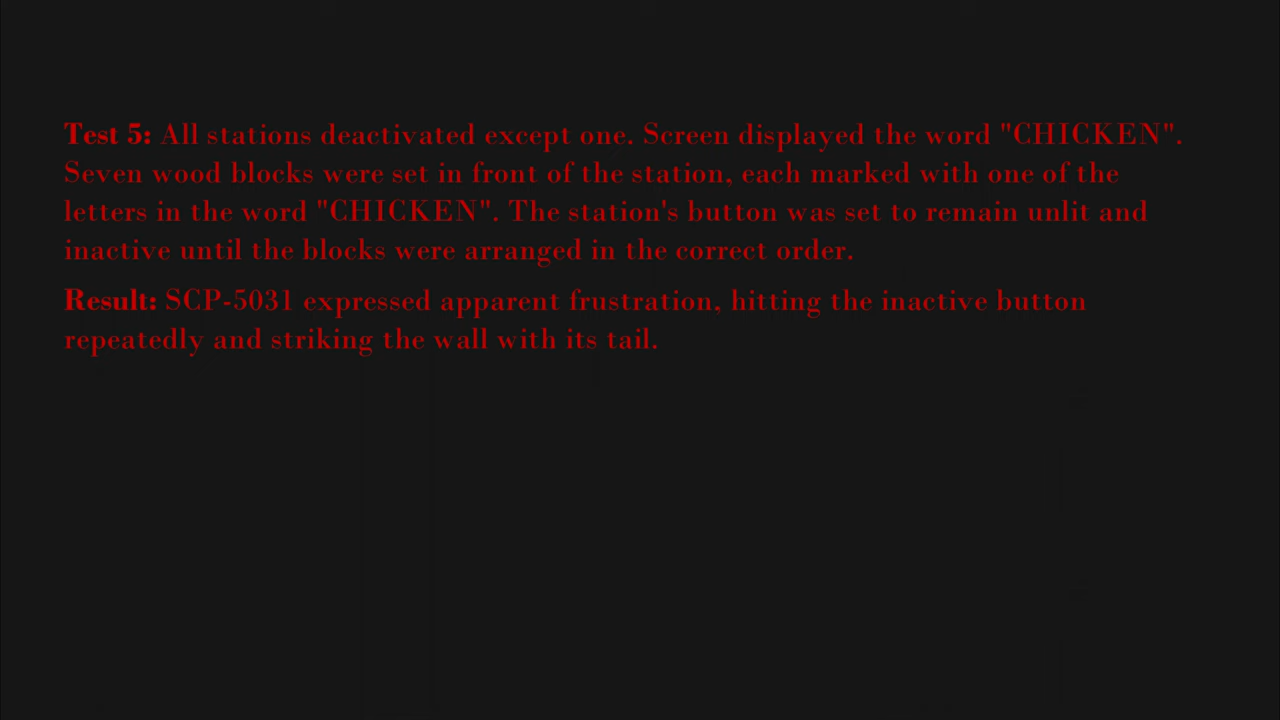 Test 5: All stations deactivated except one. Screen displayed the word "CHICKEN".
Seven wood blocks were set in front of the station, each marked with one of the
letters in the word "CHICKEN". The station's button was set to remain unlit and
inactive until the blocks were arranged in the correct order.
Result: SCP-5031 expressed apparent frustration, hitting the inactive button
repeatedly and striking the wall with its tail.